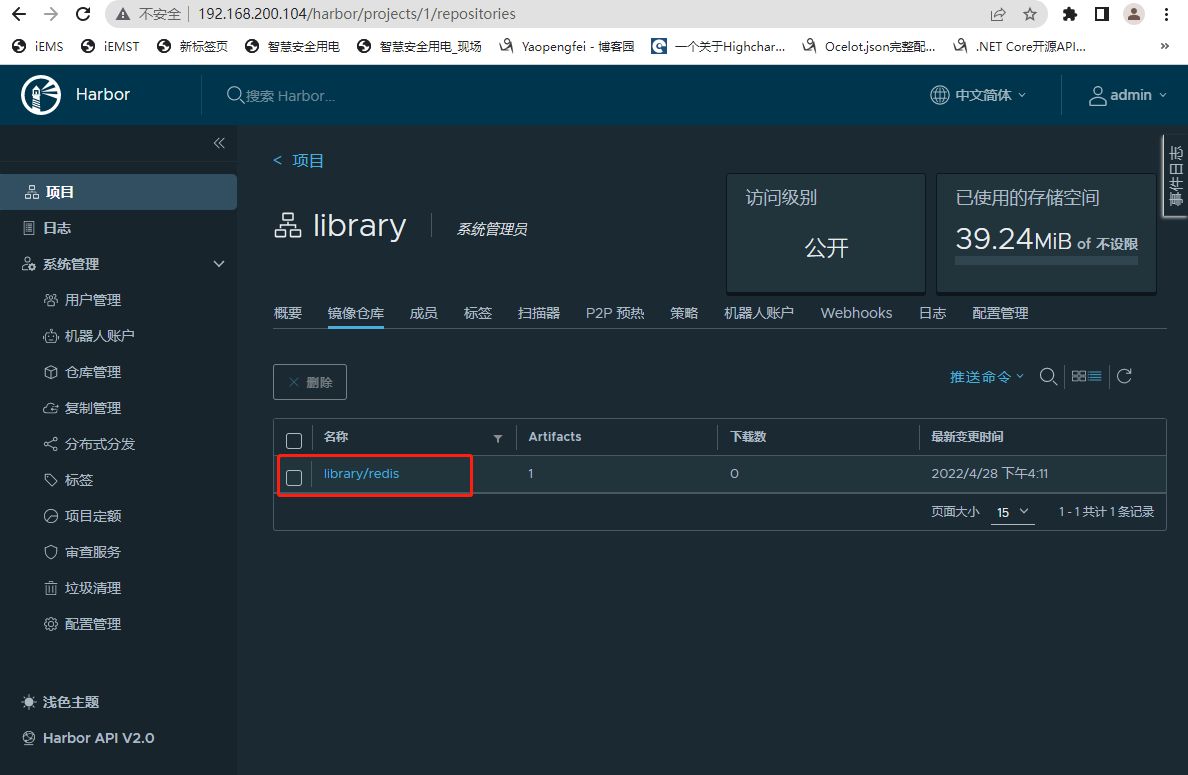 不安全 192.168.200.104/harbor/projects/1/repositories
iEMS iEMST 新标签页 智慧安全用电 智慧安全用电_现场 Yaopengfei - 博客园 一个关于Highchar... Ocelot.json完整配... .NET Core开源API... »
Harbor 搜索 Harbor... 中文简体 admin
事件日志
项目
日志
系统管理
用户管理
机器人账户
仓库管理
复制管理
分布式分发
标签
项目定额
审查服务
垃圾清理
配置管理
浅色主题
Harbor API V2.0
< 项目
library 系统管理员
访问级别
公开
已使用的存储空间
39.24MiB of 不设限
概要 镜像仓库 成员 标签 扫描器 P2P 预热 策略 机器人账户 Webhooks 日志 配置管理
× 删除 推送命令
名称 Artifacts 下载数 最新变更时间
library/redis 1 0 2022/4/28 下午4:11
页面大小 15 1 - 1 共计 1 条记录